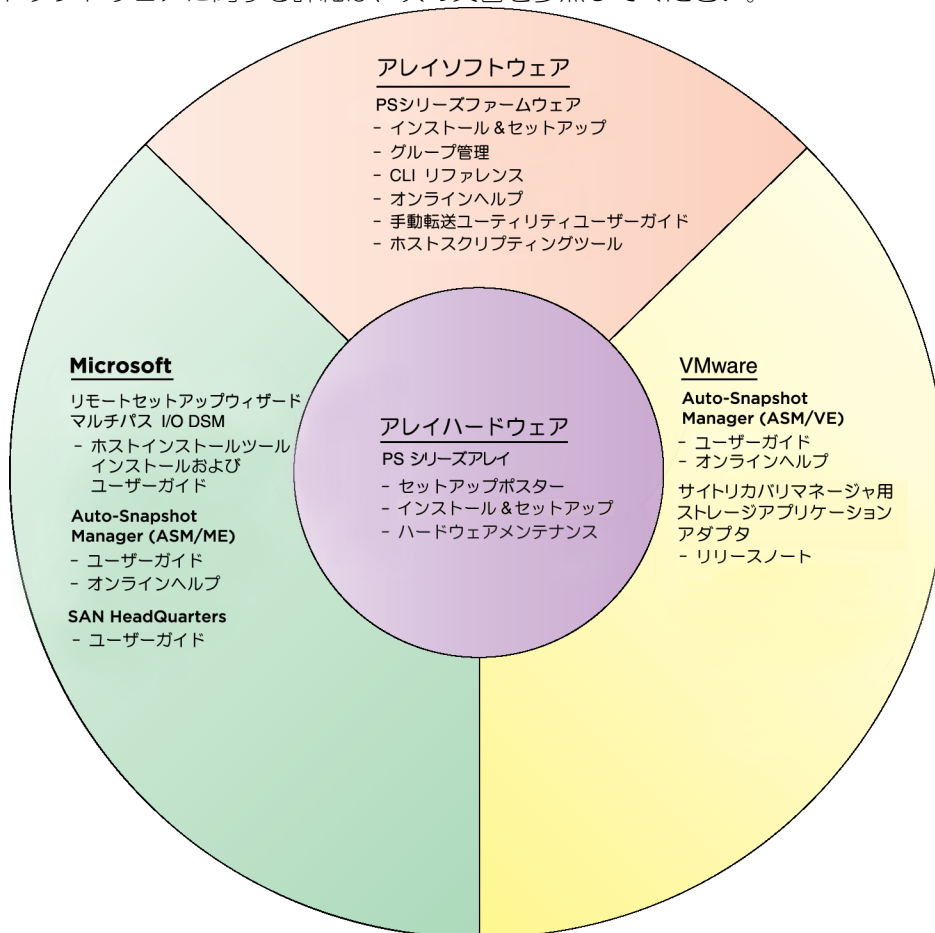 アレイソフトウェア
PSシリーズファームウェア
- インストール＆セットアップ
- グループ管理
- CLI リファレンス
- オンラインヘルプ
- 手動転送ユーティリティユーザーガイド
- ホストスクリプティングツール
Microsoft
リモートセットアップウィザード
マルチパス I/O DSM
- ホストインストールツール
インストールおよび
ユーザーガイド
Auto-Snapshot
Manager (ASM/ME)
- ユーザーガイド
- オンラインヘルプ
SAN HeadQuarters
- ユーザーガイド
アレイハードウェア
PS シリーズアレイ
- セットアップポスター
- インストール＆セットアップ
- ハードウェアメンテナンス
VMware
Auto-Snapshot
Manager (ASM/VE)
- ユーザーガイド
- オンラインヘルプ
サイトリカバリマネージャ用
ストレージアプリケーション
アダプタ
- リリースノート